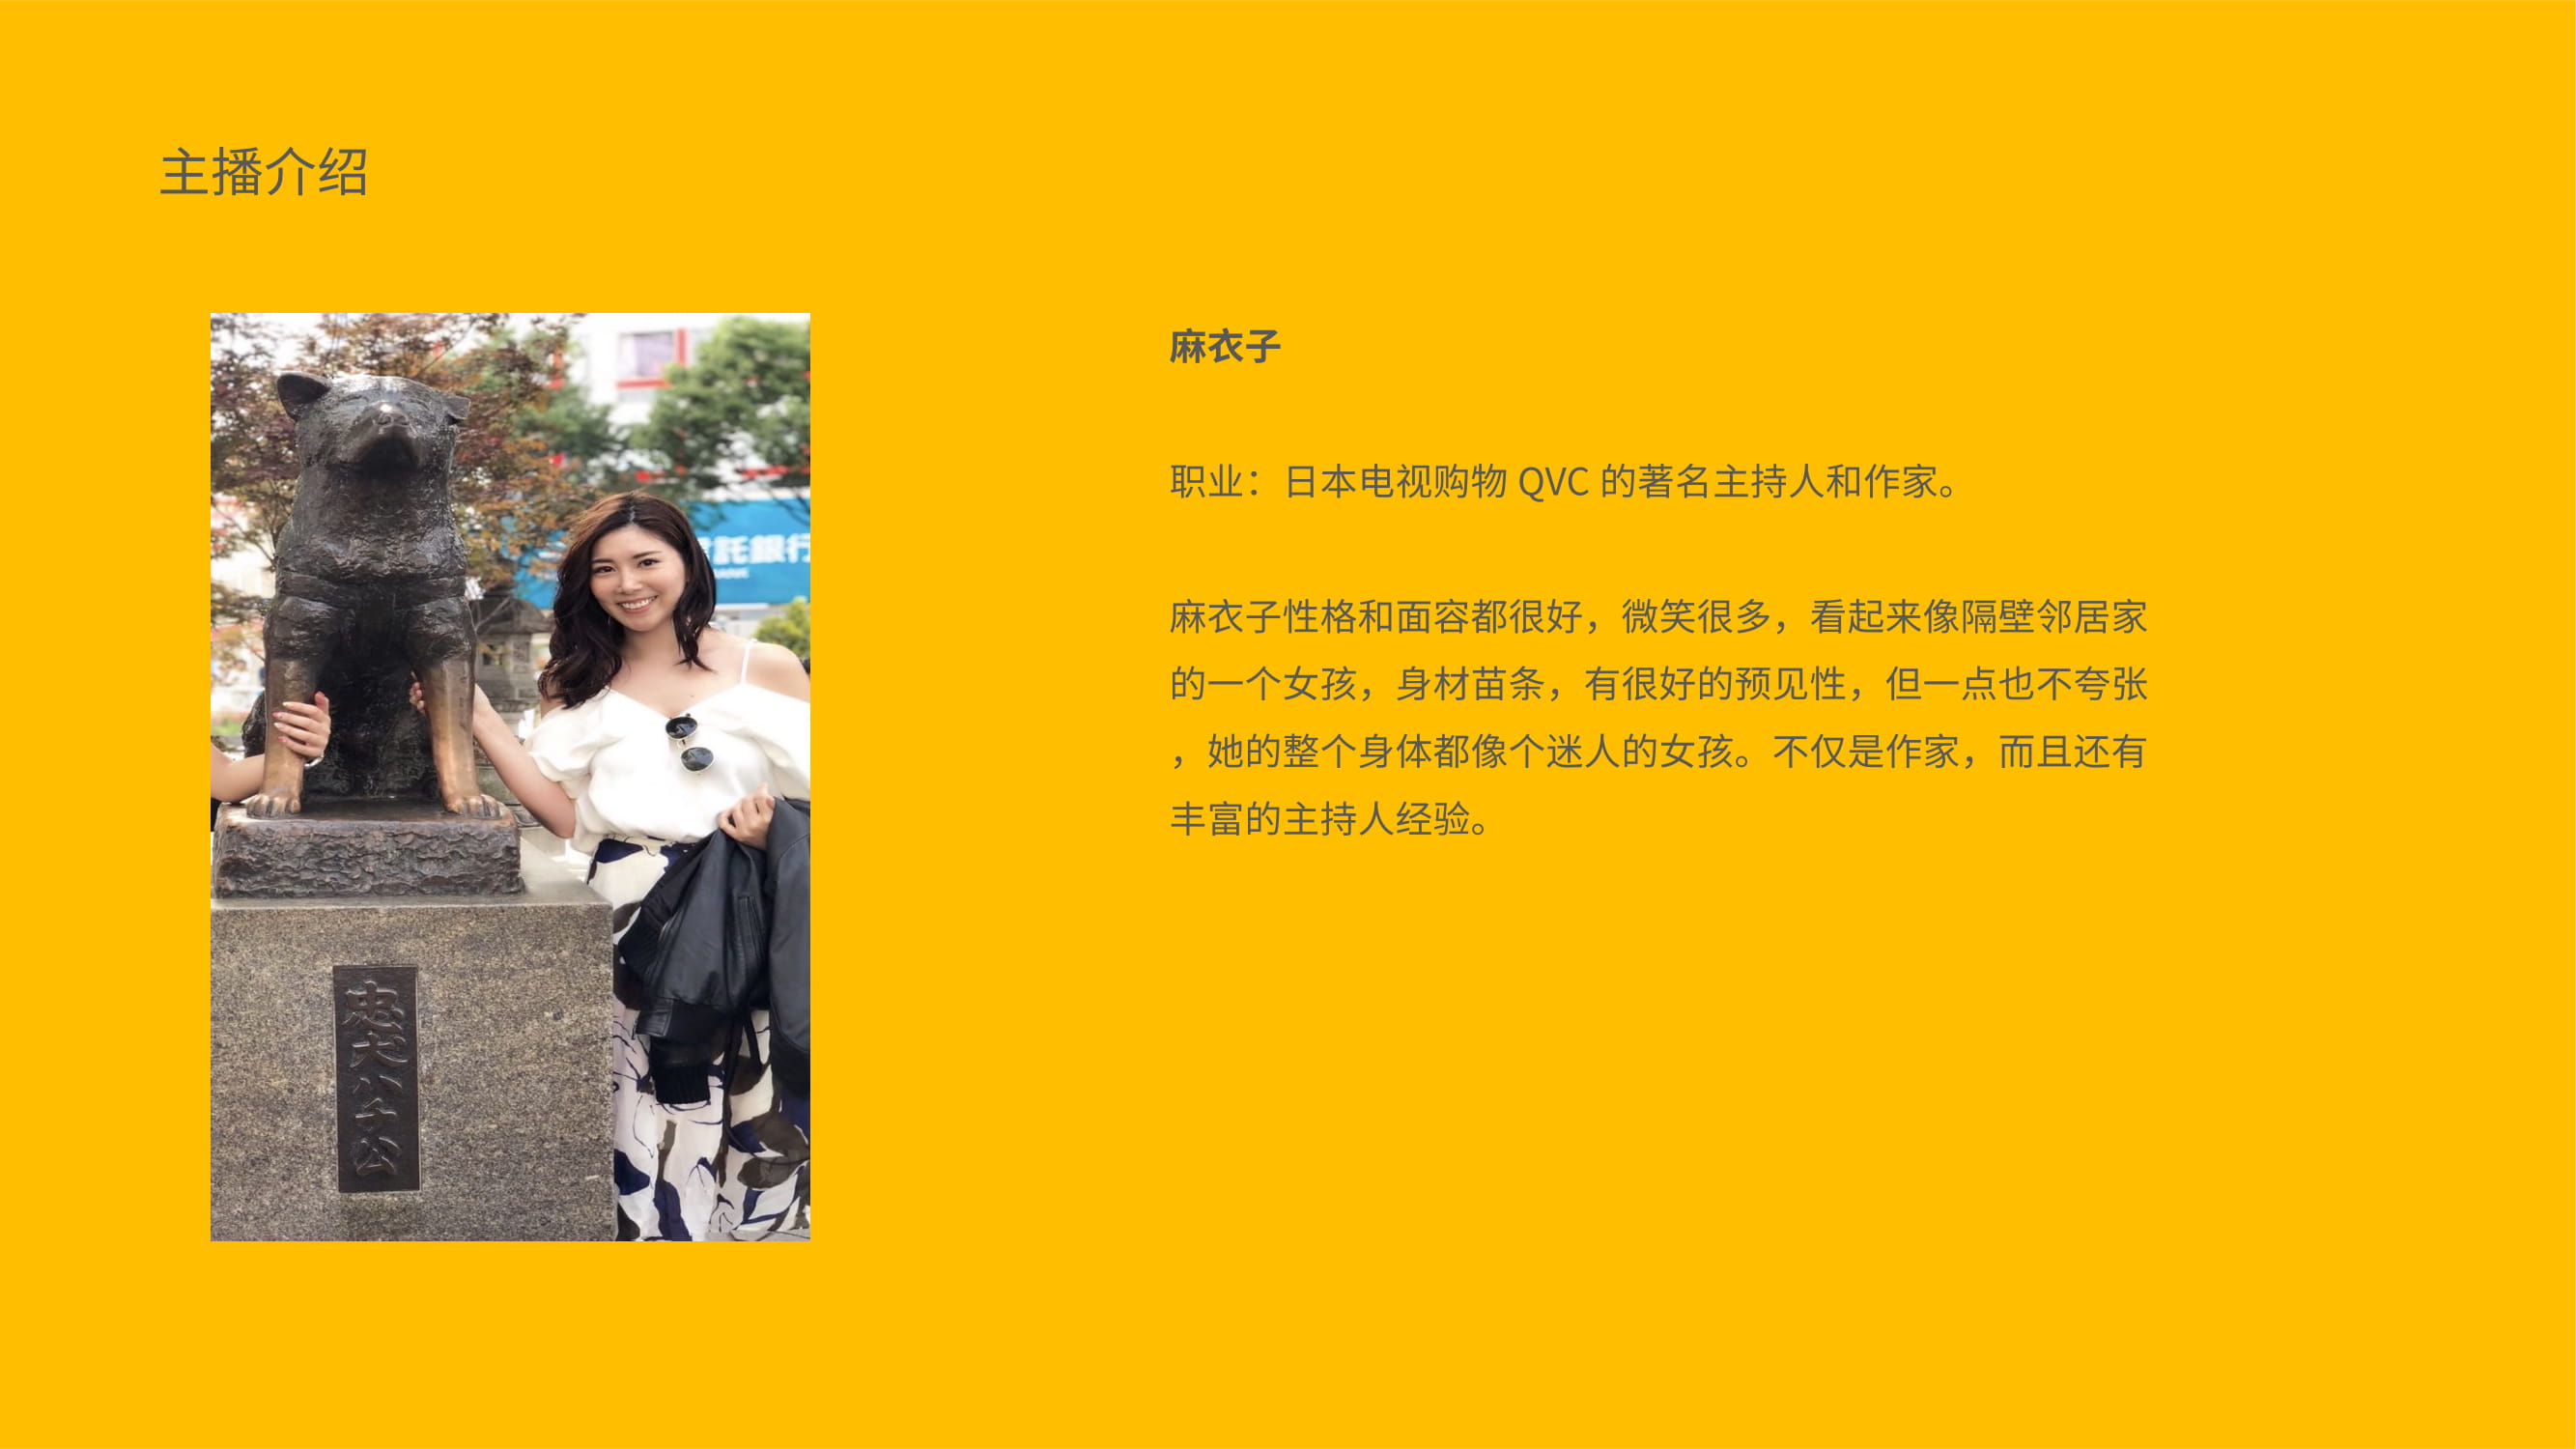 主播介绍
麻衣子
职业：日本电视购物 QVC 的著名主持人和作家。
麻衣子性格和面容都很好，微笑很多，看起来像隔壁邻居家
的一个女孩，身材苗条，有很好的预见性，但一点也不夸张
，她的整个身体都像个迷人的女孩。不仅是作家，而且还有
丰富的主持人经验。
託銀行
忠犬ハチ公